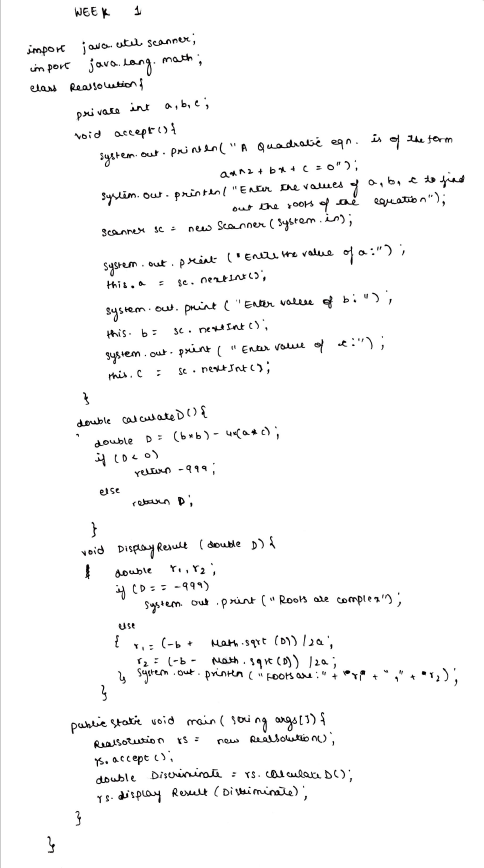 WEEK 1
import java.util.scanner;
import java.lang.math;
class RealSolution{
private int a,b,c;
void accept(){
System.out.println("A Quadratic eqn. is of the form
ax^2 + bx + c = 0");
System.out.println("Enter the values of a, b, c to find
out the roots of the equation");
Scanner sc = new Scanner(System.in);
System.out.print("Enter the value of a:");
this.a = sc.nextInt();
System.out.print("Enter value of b:");
this.b = sc.nextInt();
System.out.print("Enter value of c:");
this.c = sc.nextInt();
}
double calculateD(){
double D = (b*b) - 4*(a*c);
if (D < 0)
return -999;
else
return D;
}
void DisplayResult (double D) {
double r1,r2;
if (D == -999)
System.out.print("Roots are complex");
else
{ r1 = (-b + Math.sqrt(D)) /2a;
r2 = (-b - Math.sqrt(D)) /2a;
}; System.out.println("roots are:" + r1 + "," + r2);
}
public static void main(String args[]){
RealSolution rs = new RealSolution();
rs.accept();
double Discriminate = rs.calculateD();
rs.display Result(Discriminate);
}
}